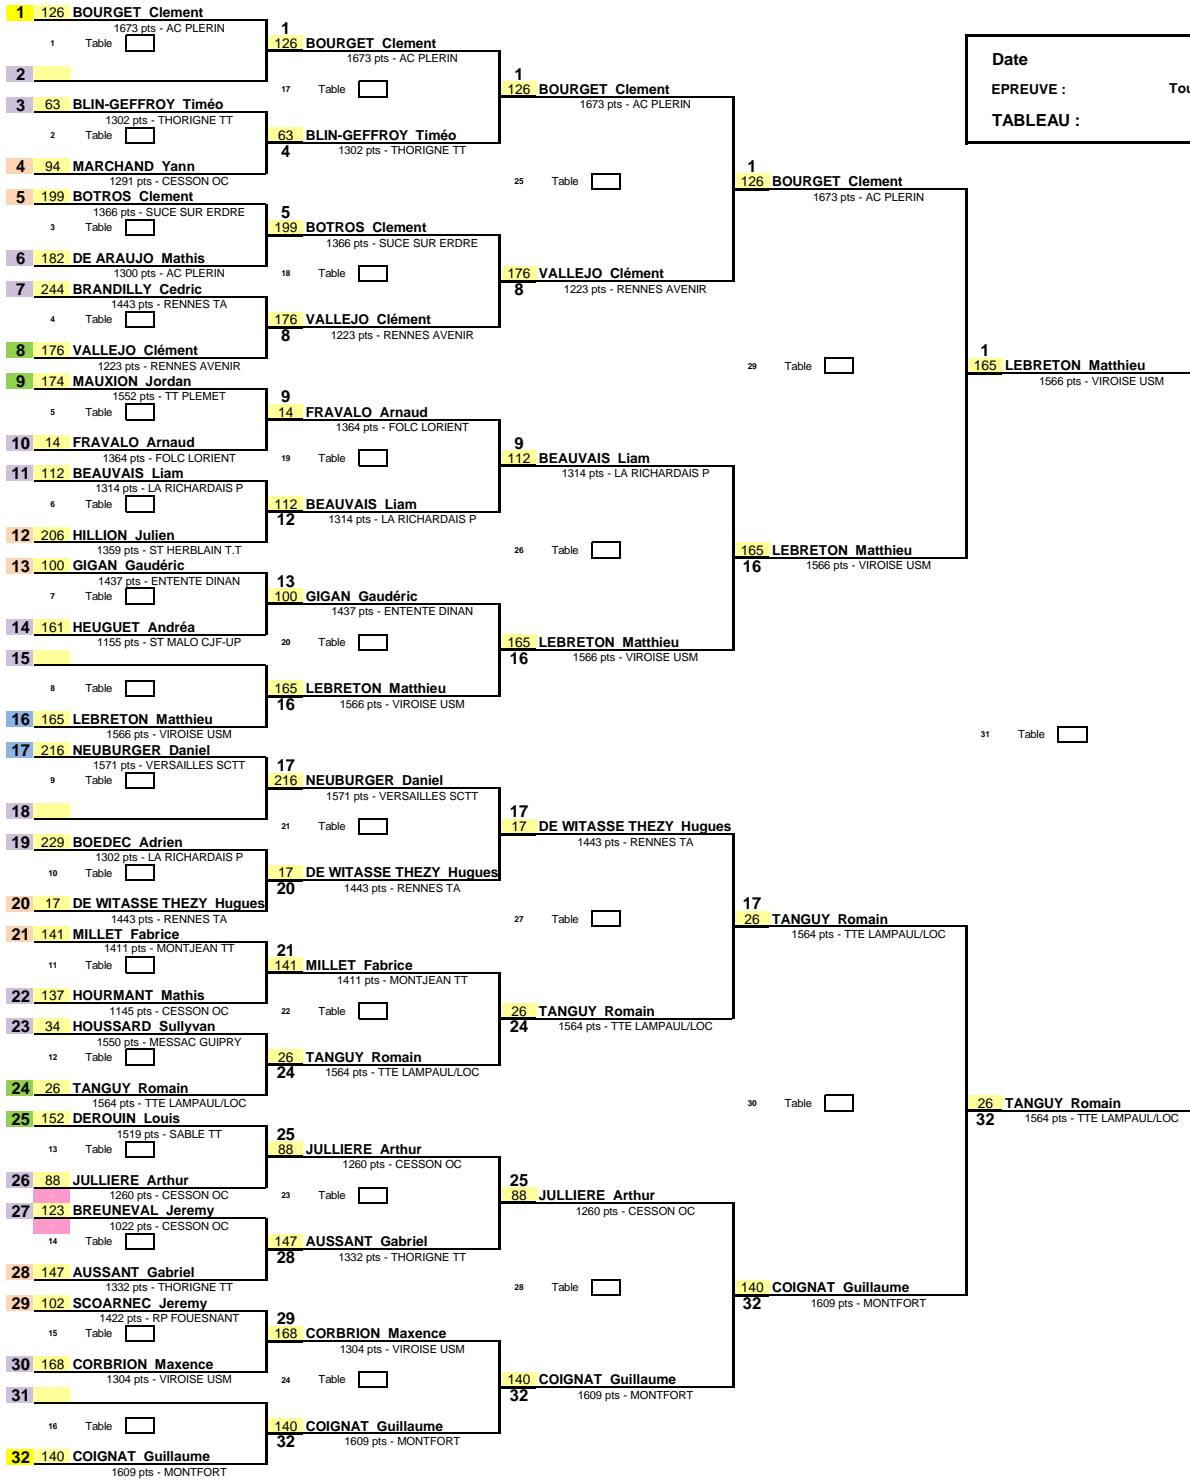 1 126 BOURGET Clement
1673 pts - AC PLERIN
1 Table
2
3 63 BLIN-GEFFROY Timéo
1302 pts - THORIGNE TT
2 Table
4 94 MARCHAND Yann
1291 pts - CESSON OC
5 199 BOTROS Clement
1366 pts - SUCE SUR ERDRE
3 Table
6 182 DE ARAUJO Mathis
1300 pts - AC PLERIN
7 244 BRANDILLY Cedric
1443 pts - RENNES TA
4 Table
8 176 VALLEJO Clément
1223 pts - RENNES AVENIR
9 174 MAUXION Jordan
1552 pts - TT PLEMET
5 Table
10 14 FRAVALO Arnaud
1364 pts - FOLC LORIENT
11 112 BEAUVAIS Liam
1314 pts - LA RICHARDAIS P
6 Table
12 206 HILLION Julien
1359 pts - ST HERBLAIN T.T
13 100 GIGAN Gaudéric
1437 pts - ENTENTE DINAN
7 Table
14 161 HEUGUET Andréa
1155 pts - ST MALO CJF-UP
15
8 Table
16 165 LEBRETON Matthieu
1566 pts - VIROISE USM
17 216 NEUBURGER Daniel
1571 pts - VERSAILLES SCTT
9 Table
18
19 229 BOEDEC Adrien
1302 pts - LA RICHARDAIS P
10 Table
20 17 DE WITASSE THEZY Hugues
1443 pts - RENNES TA
21 141 MILLET Fabrice
1411 pts - MONTJEAN TT
11 Table
22 137 HOURMANT Mathis
1145 pts - CESSON OC
23 34 HOUSSARD Sullyvan
1550 pts - MESSAC GUIPRY
12 Table
24 26 TANGUY Romain
1564 pts - TTE LAMPAUL/LOC
25 152 DEROUIN Louis
1519 pts - SABLE TT
13 Table
26 88 JULLIERE Arthur
1260 pts - CESSON OC
27 123 BREUNEVAL Jeremy
1022 pts - CESSON OC
14 Table
28 147 AUSSANT Gabriel
1332 pts - THORIGNE TT
29 102 SCOARNEC Jeremy
1422 pts - RP FOUESNANT
15 Table
30 168 CORBRION Maxence
1304 pts - VIROISE USM
31
16 Table
32 140 COIGNAT Guillaume
1609 pts - MONTFORT
1
126 BOURGET Clement
1673 pts - AC PLERIN
17 Table
63 BLIN-GEFFROY Timéo
4 1302 pts - THORIGNE TT
5
199 BOTROS Clement
1366 pts - SUCE SUR ERDRE
18 Table
176 VALLEJO Clément
8 1223 pts - RENNES AVENIR
9
14 FRAVALO Arnaud
1364 pts - FOLC LORIENT
19 Table
112 BEAUVAIS Liam
12 1314 pts - LA RICHARDAIS P
13
100 GIGAN Gaudéric
1437 pts - ENTENTE DINAN
20 Table
165 LEBRETON Matthieu
16 1566 pts - VIROISE USM
17
216 NEUBURGER Daniel
1571 pts - VERSAILLES SCTT
21 Table
17 DE WITASSE THEZY Hugues
20 1443 pts - RENNES TA
21
141 MILLET Fabrice
1411 pts - MONTJEAN TT
22 Table
26 TANGUY Romain
24 1564 pts - TTE LAMPAUL/LOC
25
88 JULLIERE Arthur
1260 pts - CESSON OC
23 Table
147 AUSSANT Gabriel
28 1332 pts - THORIGNE TT
29
168 CORBRION Maxence
1304 pts - VIROISE USM
24 Table
140 COIGNAT Guillaume
32 1609 pts - MONTFORT
1
126 BOURGET Clement
1673 pts - AC PLERIN
25 Table
176 VALLEJO Clément
8 1223 pts - RENNES AVENIR
9
112 BEAUVAIS Liam
1314 pts - LA RICHARDAIS P
26 Table
165 LEBRETON Matthieu
16 1566 pts - VIROISE USM
17
17 DE WITASSE THEZY Hugues
1443 pts - RENNES TA
27 Table
26 TANGUY Romain
24 1564 pts - TTE LAMPAUL/LOC
25
88 JULLIERE Arthur
1260 pts - CESSON OC
28 Table
140 COIGNAT Guillaume
32 1609 pts - MONTFORT
1
126 BOURGET Clement
1673 pts - AC PLERIN
29 Table
165 LEBRETON Matthieu
16 1566 pts - VIROISE USM
17
26 TANGUY Romain
1564 pts - TTE LAMPAUL/LOC
30 Table
140 COIGNAT Guillaume
32 1609 pts - MONTFORT
Date
EPREUVE : Tou
TABLEAU :
1
165 LEBRETON Matthieu
1566 pts - VIROISE USM
31 Table
26 TANGUY Romain
32 1564 pts - TTE LAMPAUL/LOC